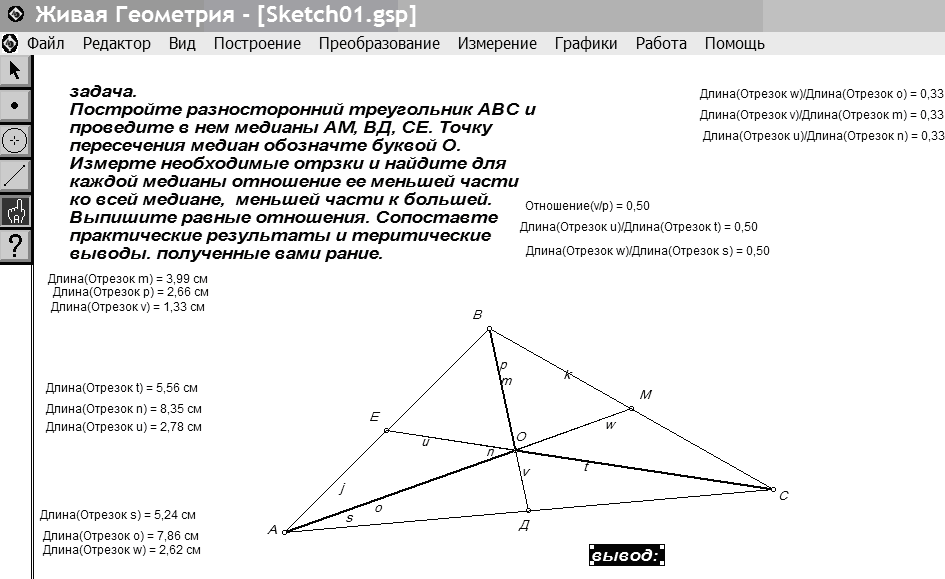 Живая Геометрия - [Sketch01.gsp]
Файл Редактор Вид Построение Преобразование Измерение Графики Работа Помощь
задача.
Постройте разносторонний треугольник АВС и
проведите в нем медианы АМ, ВД, СЕ. Точку
пересечения медиан обозначте буквой О.
Измерте необходимые отрзки и найдите для
каждой медианы отношение ее меньшей части
ко всей медиане, меньшей части к большей.
Выпишите равные отношения. Сопоставте
практические результаты и теритические
выводы. полученные вами рание.
Длина(Отрезок w)/Длина(Отрезок o) = 0,33
Длина(Отрезок v)/Длина(Отрезок m) = 0,33
Длина(Отрезок u)/Длина(Отрезок n) = 0,33
Отношение(v/p) = 0,50
Длина(Отрезок u)/Длина(Отрезок t) = 0,50
Длина(Отрезок w)/Длина(Отрезок s) = 0,50
Длина(Отрезок m) = 3,99 см
Длина(Отрезок p) = 2,66 см
Длина(Отрезок v) = 1,33 см
Длина(Отрезок t) = 5,56 см
Длина(Отрезок n) = 8,35 см
Длина(Отрезок u) = 2,78 см
Длина(Отрезок s) = 5,24 см
Длина(Отрезок o) = 7,86 см
Длина(Отрезок w) = 2,62 см
В
p
m
k
М
Е
w
О
u
n
v
t
j
s
o
С
А
Д
вывод:
?